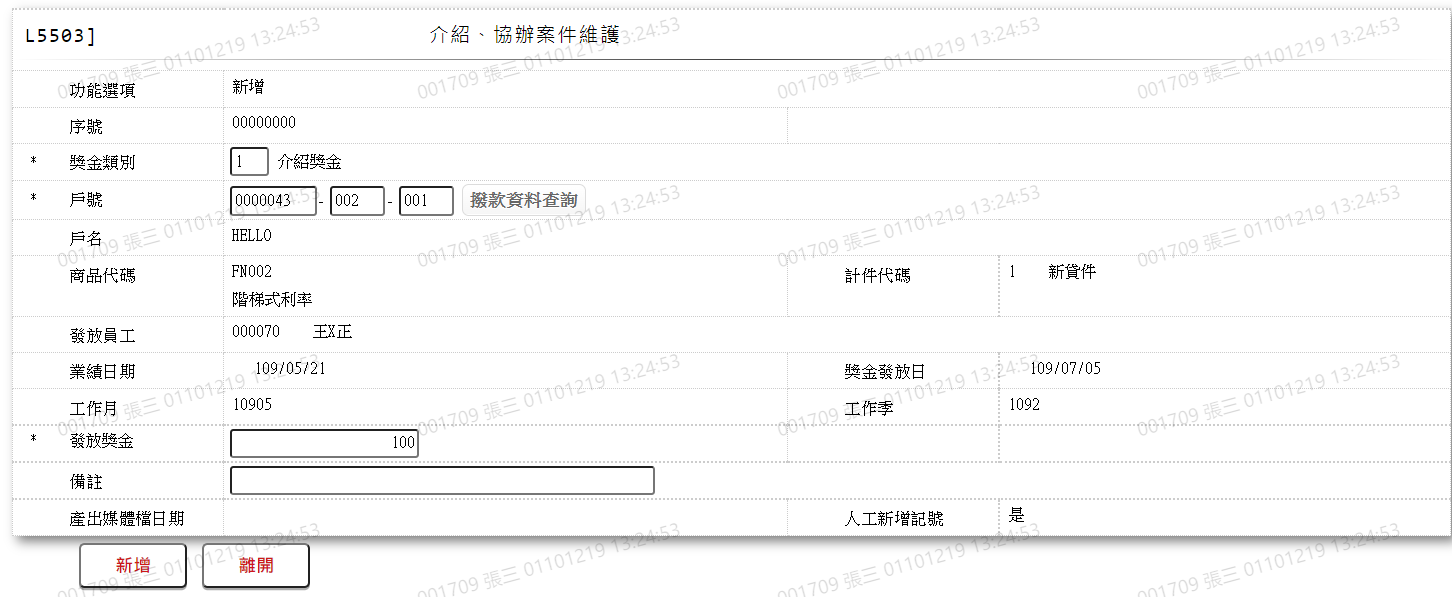 L5503] 介紹、協辦案件維護
功能選項 新增
序號 00000000
* 獎金類別 1 介紹獎金
* 戶號 0000043 - 002 - 001 撥款資料查詢
戶名 HELLO
商品代碼 FN002 計件代碼 1 新貸件
階梯式利率
發放員工 000070 王X正
業績日期 109/05/21 獎金發放日 109/07/05
工作月 10905 工作季 1092
* 發放獎金 100
備註
產出媒體檔日期 人工新增記號 是
新增 離開
001709 張三 01101219 13:24:53